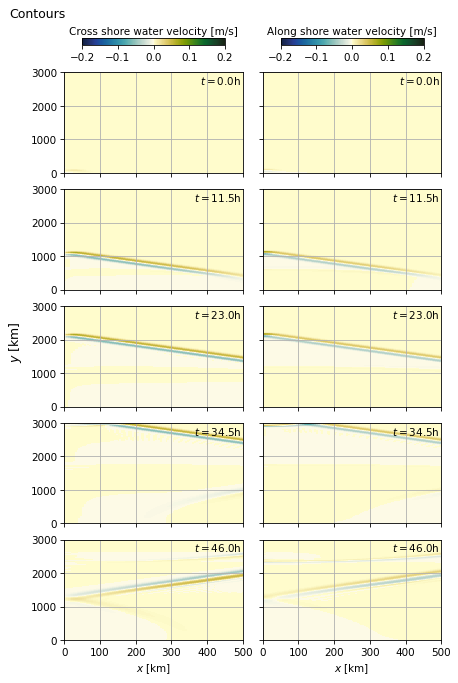 Contours
Cross shore water velocity [m/s]
Along shore water velocity [m/s]
−0.2 −0.1 0.0 0.1 0.2
−0.2 −0.1 0.0 0.1 0.2
3000
2000
1000
0
t = 0.0h
t = 0.0h
3000
2000
1000
0
t = 11.5h
t = 11.5h
y [km]
3000
2000
1000
0
t = 23.0h
t = 23.0h
3000
2000
1000
0
t = 34.5h
t = 34.5h
3000
2000
1000
0
t = 46.0h
t = 46.0h
0 100 200 300 400 500
0 100 200 300 400 500
x [km]
x [km]